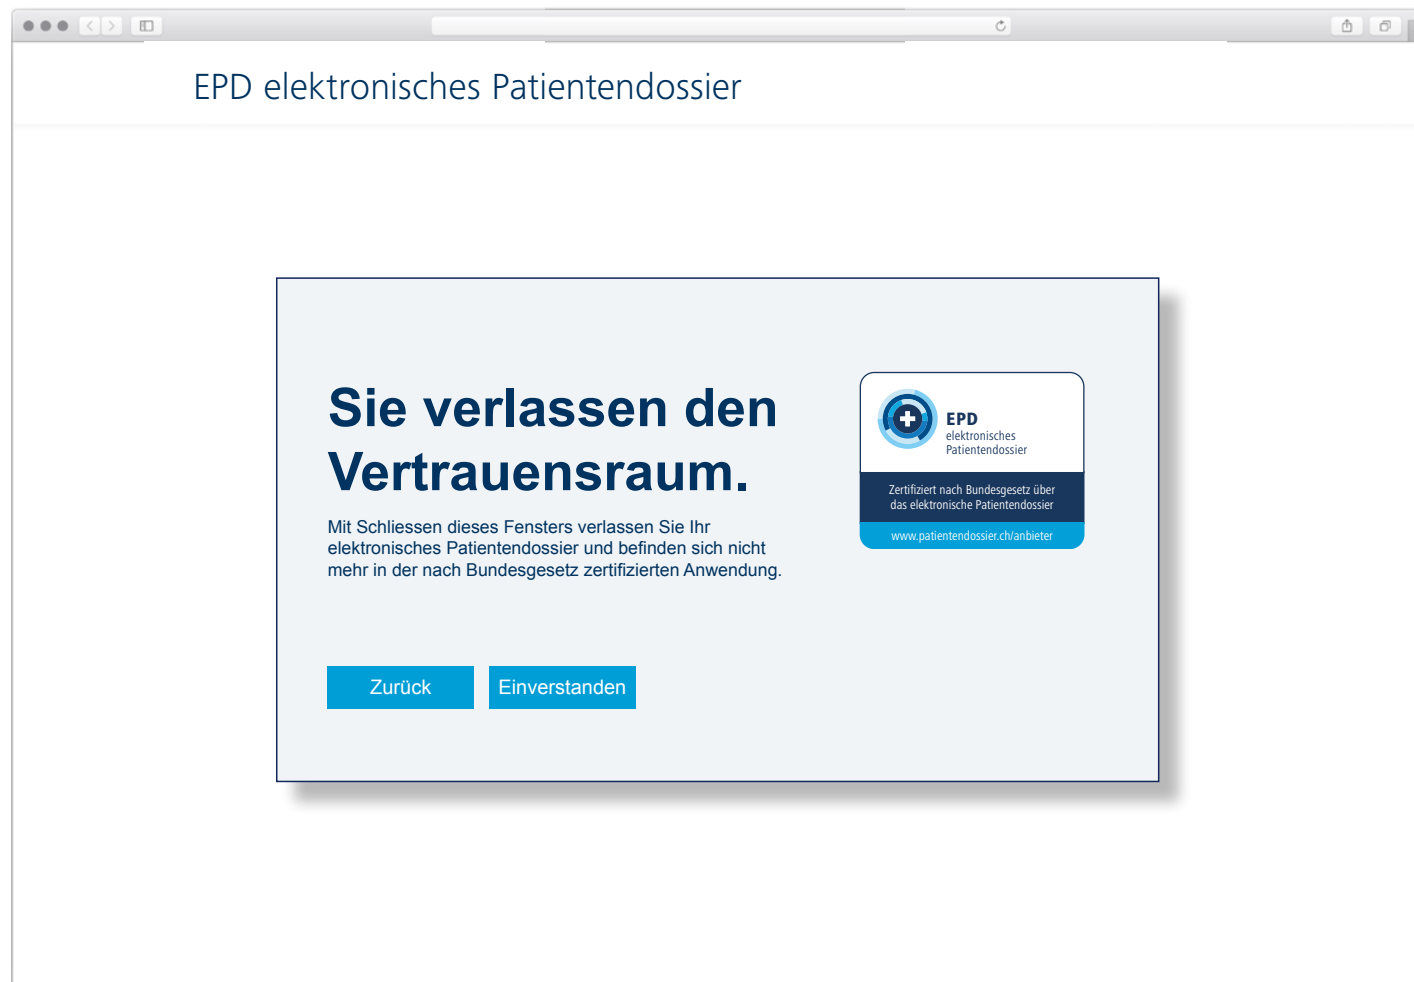 EPD elektronisches Patientendossier
Sie verlassen den
Vertrauensraum.
Mit Schliessen dieses Fensters verlassen Sie Ihr
elektronisches Patientendossier und befinden sich nicht
mehr in der nach Bundesgesetz zertifizierten Anwendung.
Zurück
Einverstanden
EPD
elektronisches
Patientendossier
Zertifiziert nach Bundesgesetz über
das elektronische Patientendossier
www.patientendossier.ch/anbieter